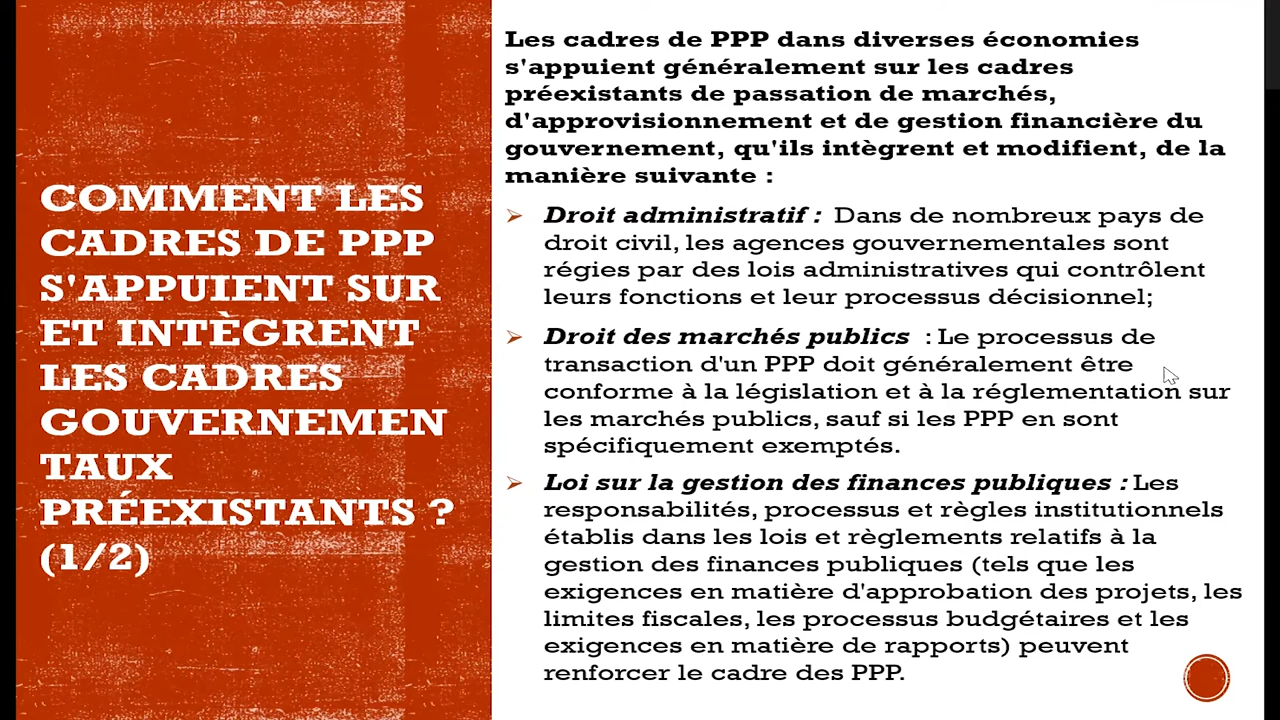 COMMENT LES
CADRES DE PPP
S'APPUIENT SUR
ET INTÈGRENT
LES CADRES
GOUVERNEMEN
TAUX
PRÉEXISTANTS ?
(1/2)
Les cadres de PPP dans diverses économies
s'appuient généralement sur les cadres
préexistants de passation de marchés,
d'approvisionnement et de gestion financière du
gouvernement, qu'ils intègrent et modifient, de la
manière suivante :
➢ Droit administratif : Dans de nombreux pays de
droit civil, les agences gouvernementales sont
régies par des lois administratives qui contrôlent
leurs fonctions et leur processus décisionnel;
➢ Droit des marchés publics : Le processus de
transaction d'un PPP doit généralement être
conforme à la législation et à la réglementation sur
les marchés publics, sauf si les PPP en sont
spécifiquement exemptés.
➢ Loi sur la gestion des finances publiques : Les
responsabilités, processus et règles institutionnels
établis dans les lois et règlements relatifs à la
gestion des finances publiques (tels que les
exigences en matière d'approbation des projets, les
limites fiscales, les processus budgétaires et les
exigences en matière de rapports) peuvent
renforcer le cadre des PPP.